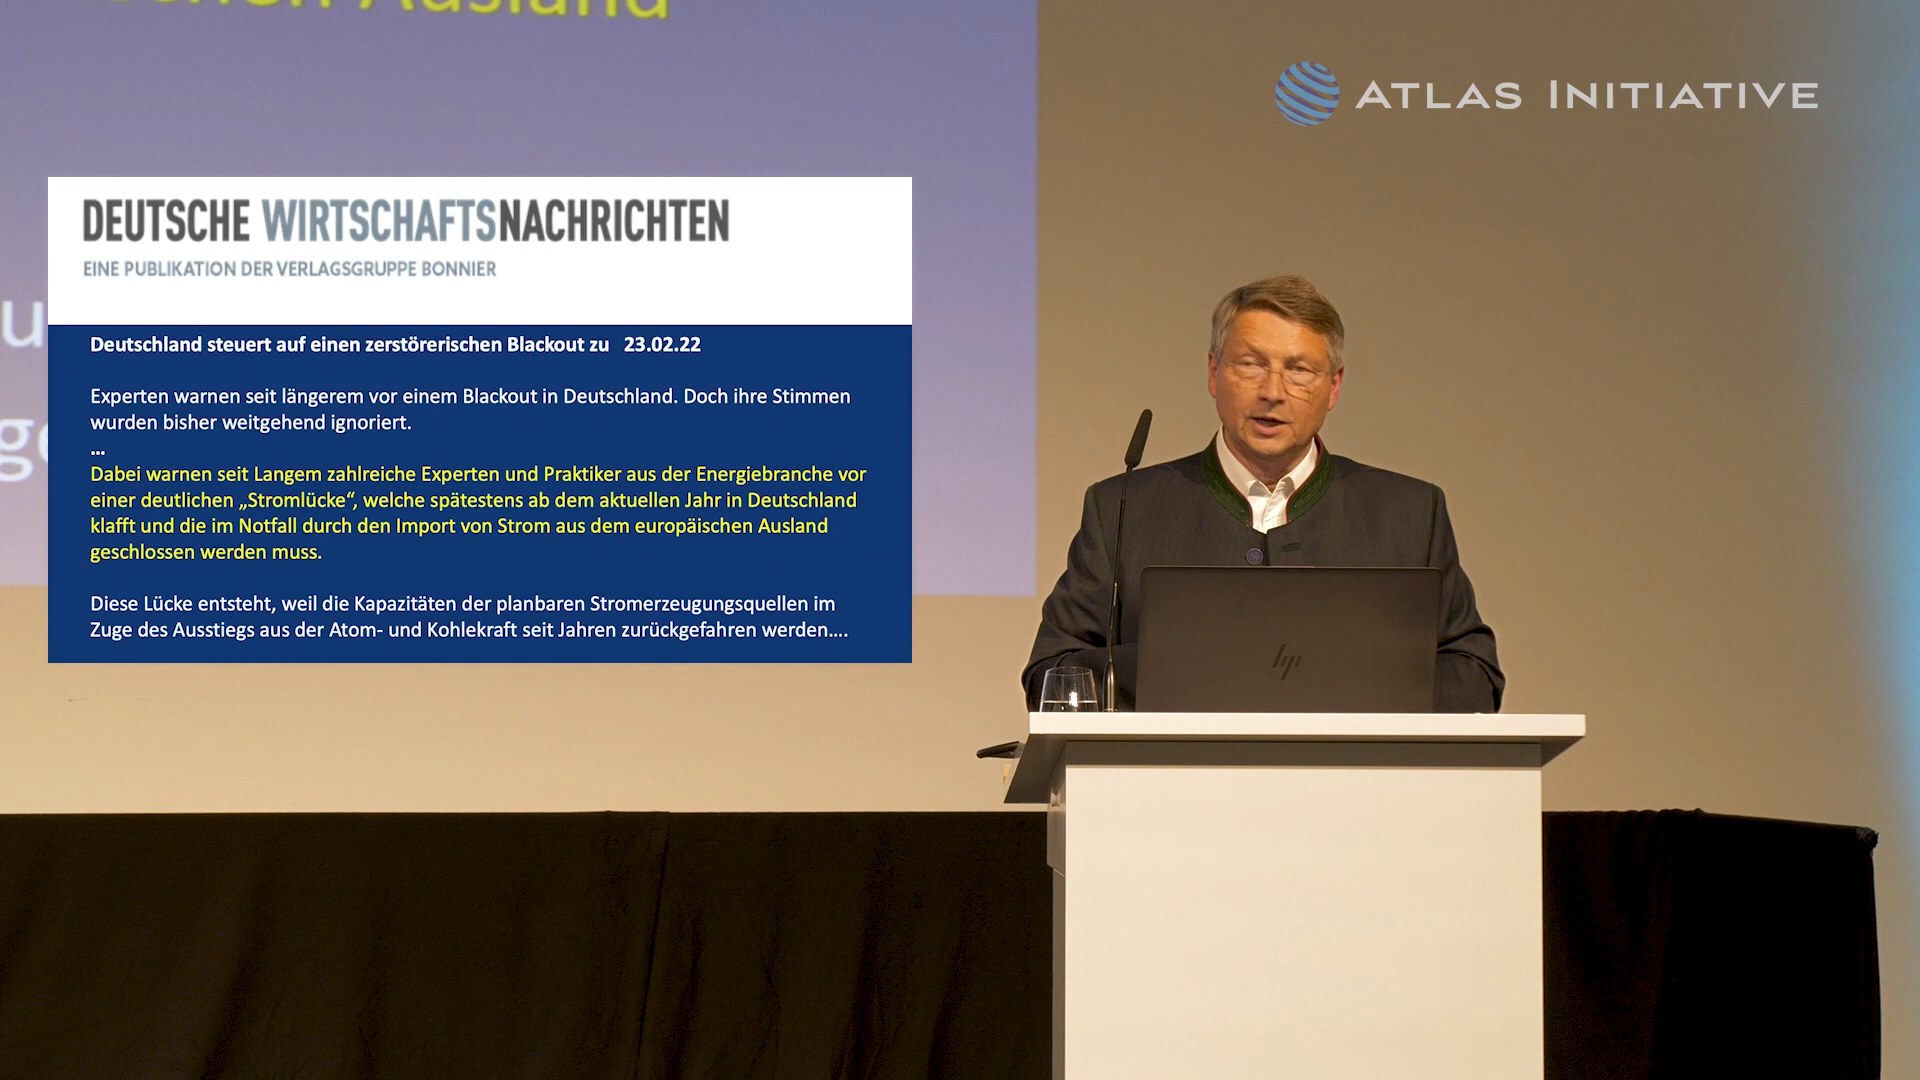 Ausland
ATLAS INITIATIVE
DEUTSCHE WIRTSCHAFTSNACHRICHTEN
EINE PUBLIKATION DER VERLAGSGRUPPE BONNIER
Deutschland steuert auf einen zerstörerischen Blackout zu 23.02.22
Experten warnen seit längerem vor einem Blackout in Deutschland. Doch ihre Stimmen
wurden bisher weitgehend ignoriert.
...
Dabei warnen seit Langem zahlreiche Experten und Praktiker aus der Energiebranche vor
einer deutlichen „Stromlücke“, welche spätestens ab dem aktuellen Jahr in Deutschland
klafft und die im Notfall durch den Import von Strom aus dem europäischen Ausland
geschlossen werden muss.
Diese Lücke entsteht, weil die Kapazitäten der planbaren Stromerzeugungsquellen im
Zuge des Ausstiegs aus der Atom- und Kohlekraft seit Jahren zurückgefahren werden....
hp